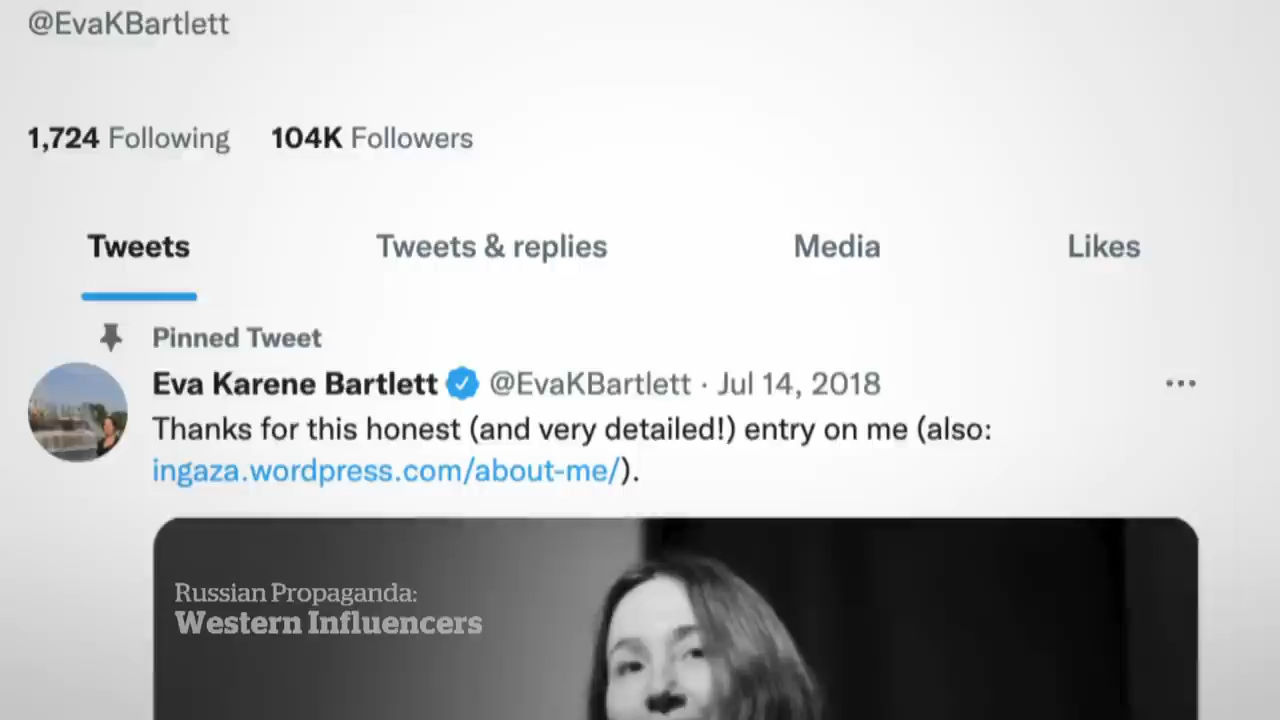 @EvaKBartlett
1,724 Following 104K Followers
Tweets Tweets & replies Media Likes
Pinned Tweet
Eva Karene Bartlett @EvaKBartlett · Jul 14, 2018
Thanks for this honest (and very detailed!) entry on me (also:
ingaza.wordpress.com/about-me/).
Russian Propaganda:
Western Influencers